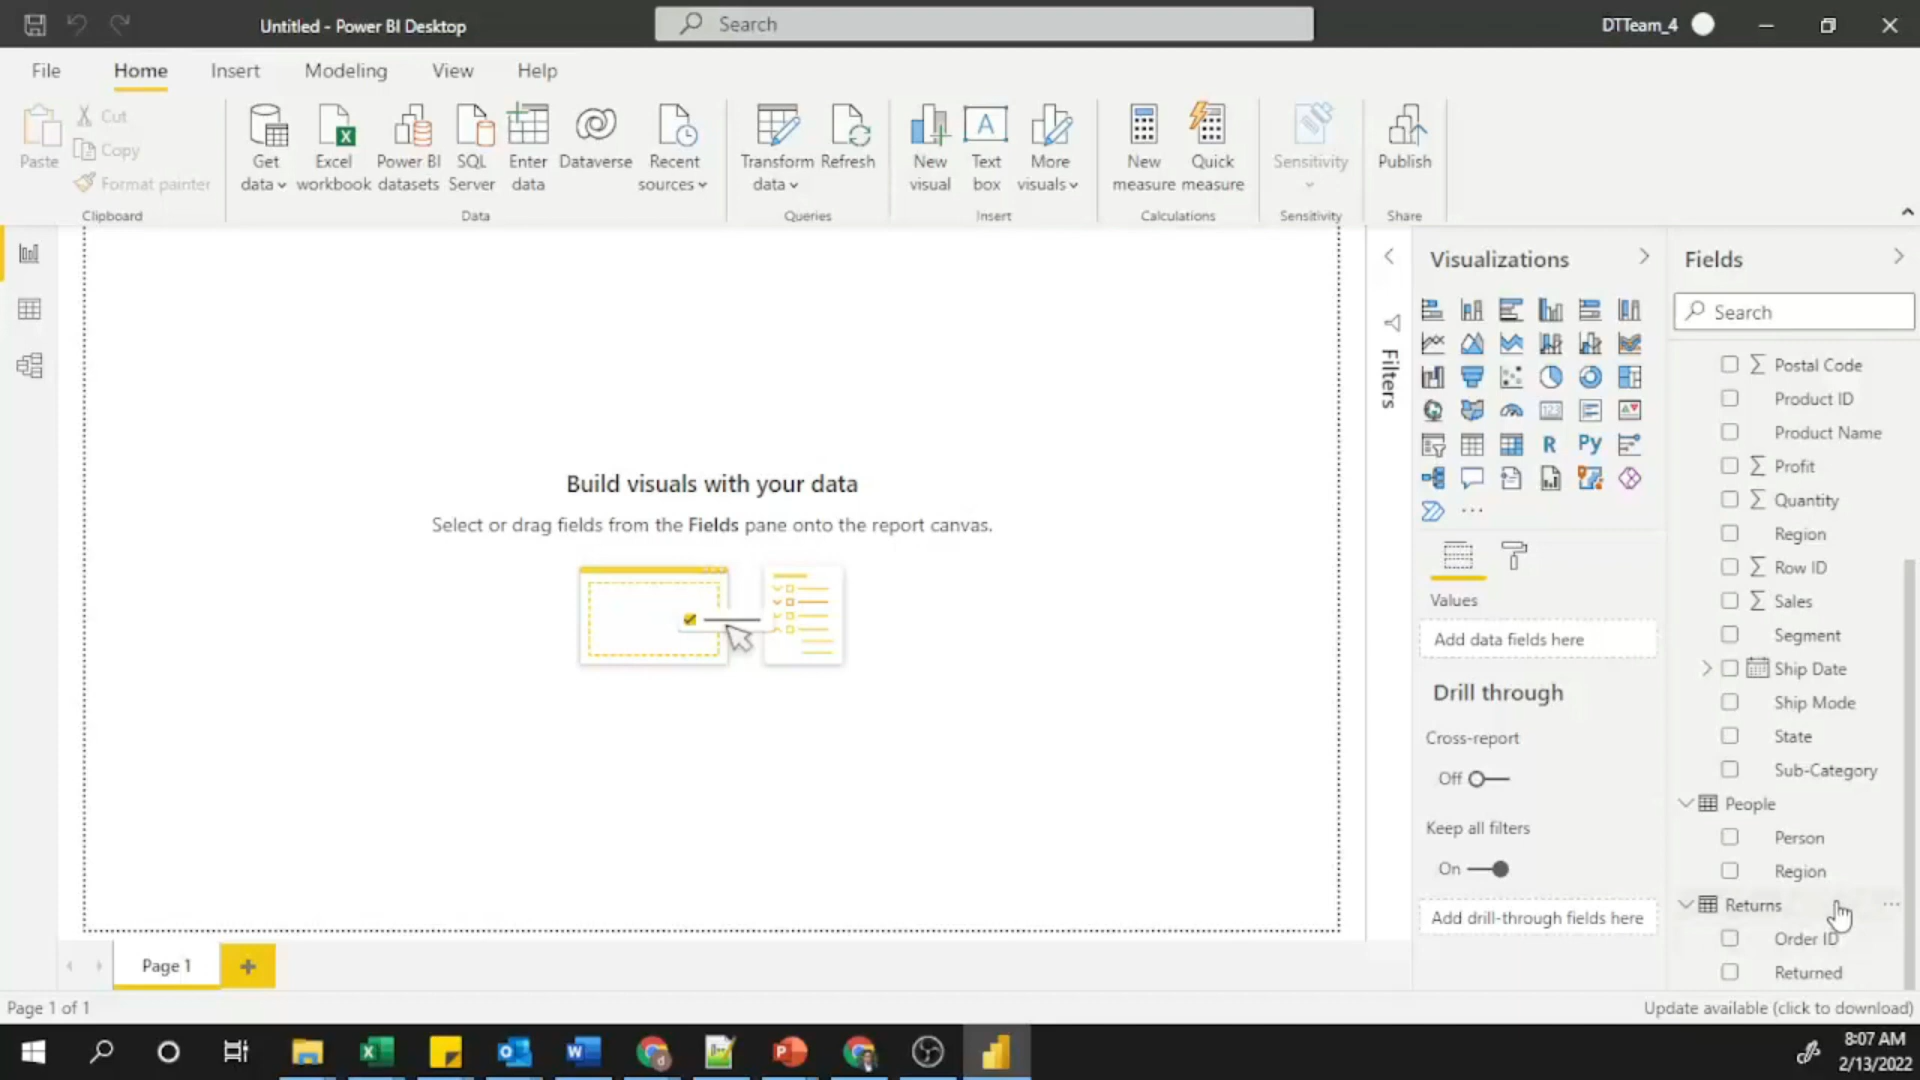 Untitled - Power BI Desktop
Search
DTTeam_4
File
Home
Insert
Modeling
View
Help
Paste
Cut
Copy
Format painter
Clipboard
Get data
Excel workbook
Power BI datasets
SQL Server
Enter data
Dataverse
Recent sources
Data
Transform data
Refresh
Queries
New visual
Text box
More visuals
Insert
New measure
Quick measure
Calculations
Sensitivity
Sensitivity
Publish
Share
Build visuals with your data
Select or drag fields from the Fields pane onto the report canvas.
Filters
Visualizations
R
Py
123
Values
Add data fields here
Drill through
Cross-report
Off
Keep all filters
On
Add drill-through fields here
Fields
Search
Postal Code
Product ID
Product Name
Profit
Quantity
Region
Row ID
Sales
Segment
Ship Date
Ship Mode
State
Sub-Category
People
Person
Region
Returns
Order ID
Returned
Page 1
Page 1 of 1
Update available (click to download)
8:07 AM
2/13/2022